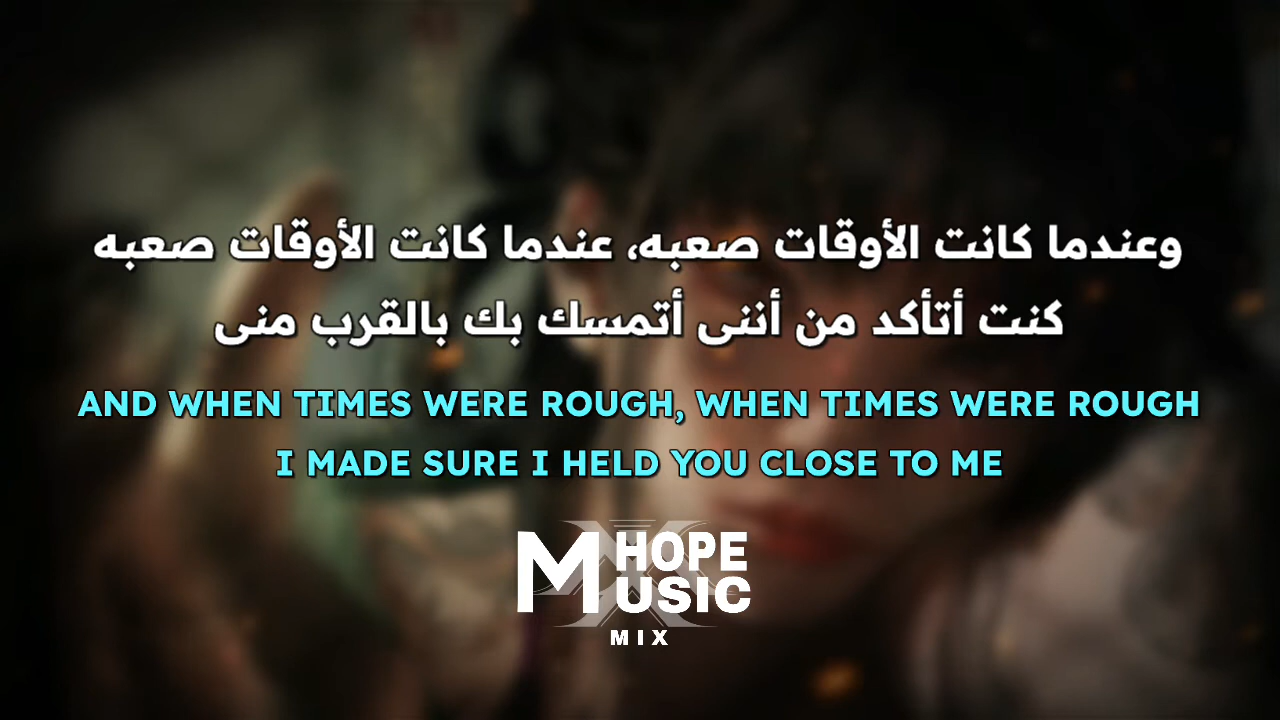 وعندما كانت الأوقات صعبه، عندما كانت الأوقات صعبه
كنت أتأكد من أننى أتمسك بك بالقرب منى
AND WHEN TIMES WERE ROUGH, WHEN TIMES WERE ROUGH
I MADE SURE I HELD YOU CLOSE TO ME
M HOPE
USIC
MIX